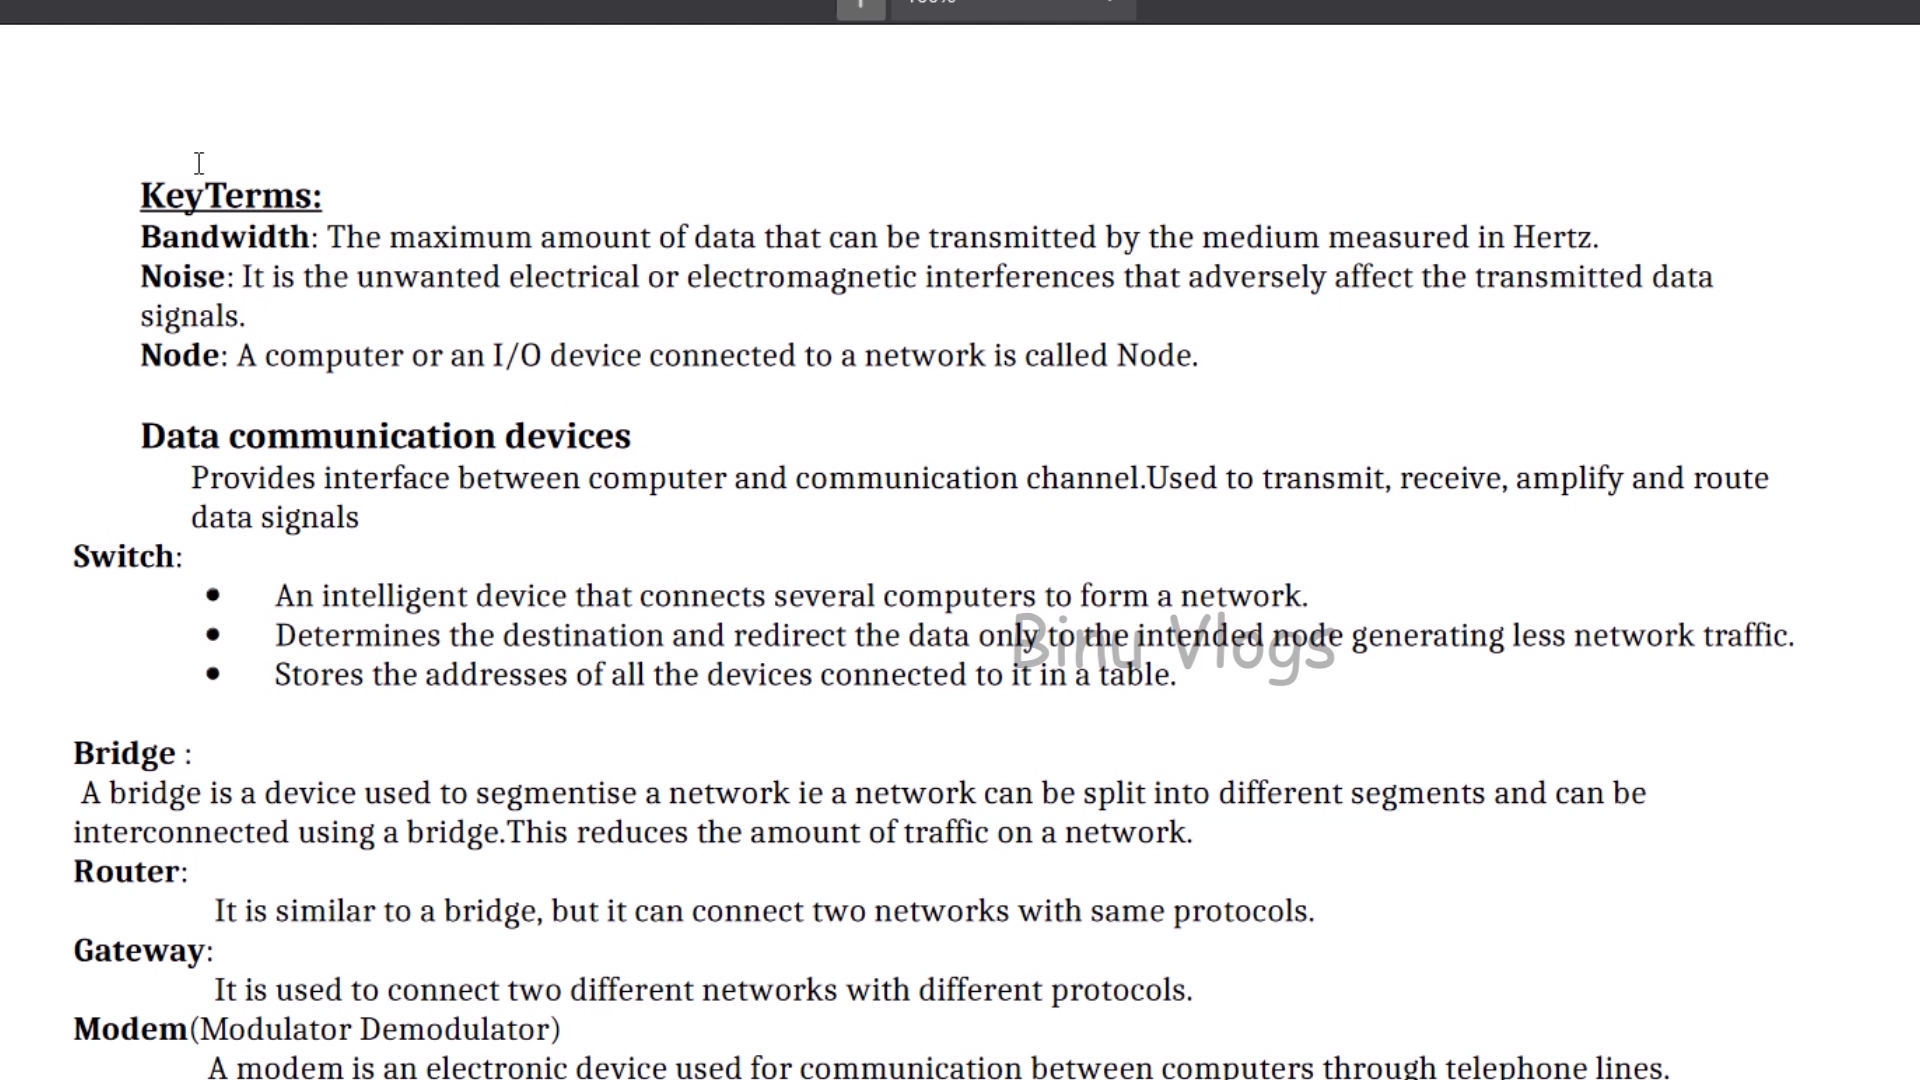 KeyTerms:
Bandwidth: The maximum amount of data that can be transmitted by the medium measured in Hertz.
Noise: It is the unwanted electrical or electromagnetic interferences that adversely affect the transmitted data
signals.
Node: A computer or an I/O device connected to a network is called Node.
Data communication devices
Provides interface between computer and communication channel.Used to transmit, receive, amplify and route
data signals
Switch:
• An intelligent device that connects several computers to form a network.
• Determines the destination and redirect the data only to the intended node generating less network traffic.
Binu Vlogs
• Stores the addresses of all the devices connected to it in a table.
Bridge :
A bridge is a device used to segmentise a network ie a network can be split into different segments and can be
interconnected using a bridge.This reduces the amount of traffic on a network.
Router:
It is similar to a bridge, but it can connect two networks with same protocols.
Gateway:
It is used to connect two different networks with different protocols.
Modem(Modulator Demodulator)
A modem is an electronic device used for communication between computers through telephone lines.